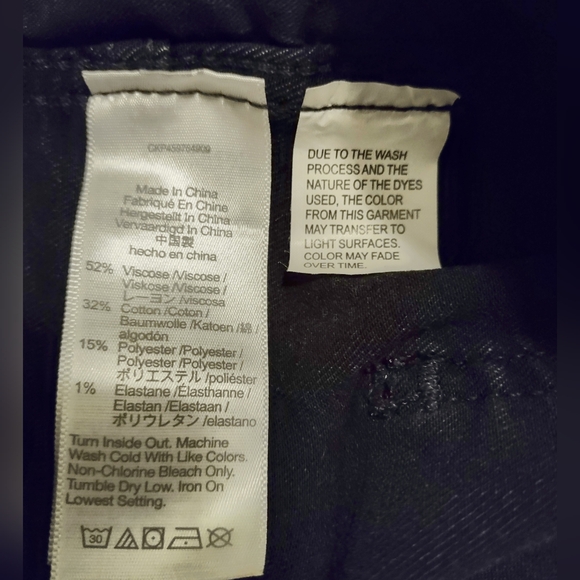 CKP459764909
Made In China
Fabriqué En Chine
Hergestellt In China
Vervaardigd In China
中国製
hecho en china
52% Viscose /Viscose /
Viskose /Viscose /
レーヨン /viscosa
32% Cotton /Coton /
Baumwolle /Katoen /綿 /
algodón
15% Polyester /Polyester /
Polyester /Polyester /
ポリエステル /poliéster
1% Elastane /Élasthanne /
Elastan /Elastaan /
ポリウレタン /elastano
Turn Inside Out. Machine
Wash Cold With Like Colors.
Non-Chlorine Bleach Only.
Tumble Dry Low. Iron On
Lowest Setting.
30
DUE TO THE WASH
PROCESS AND THE
NATURE OF THE DYES
USED, THE COLOR
FROM THIS GARMENT
MAY TRANSFER TO
LIGHT SURFACES.
COLOR MAY FADE
OVER TIME.